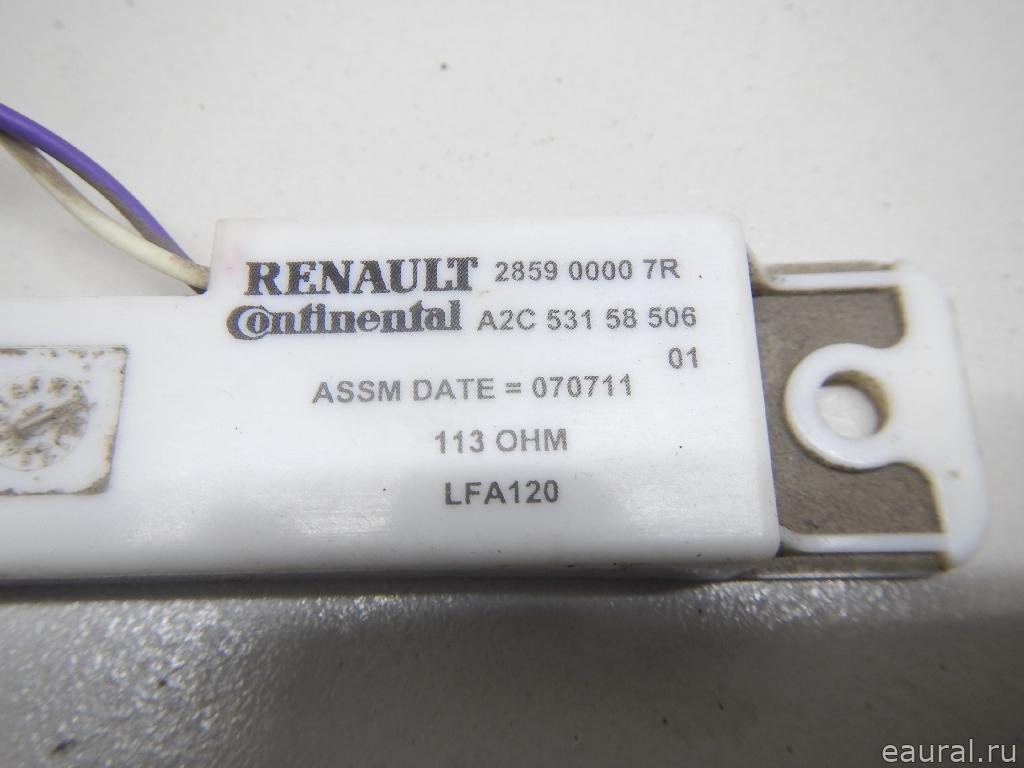 RENAULT 2859 0000 7R
Continental A2C 531 58 506
01
ASSM DATE = 070711
113 OHM
LFA120
eaural.ru